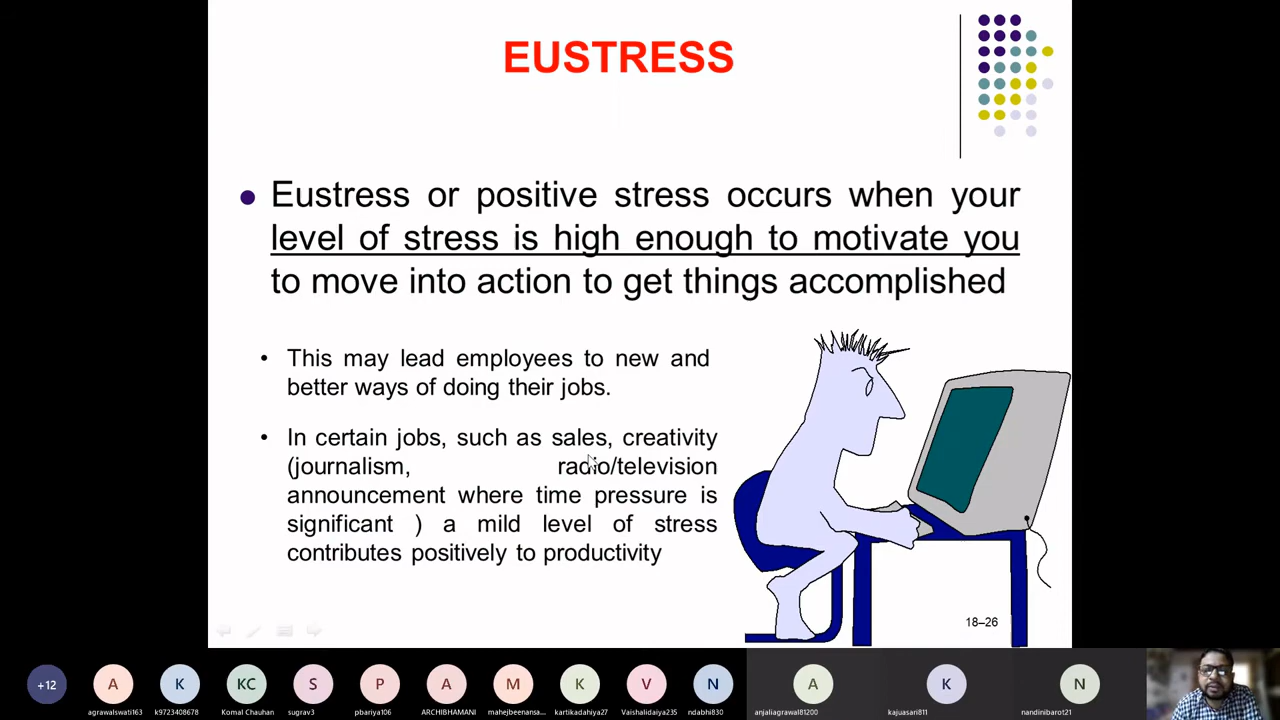 EUSTRESS
Eustress or positive stress occurs when your
level of stress is high enough to motivate you
to move into action to get things accomplished
• This may lead employees to new and
better ways of doing their jobs.
• In certain jobs, such as sales, creativity
(journalism, radio/television
announcement where time pressure is
significant ) a mild level of stress
contributes positively to productivity
18–26
+12 A K KC S P A M K V N A K N
agrawalswati163 k9723408678 Komal Chauhan sugrav3 pbariya106 ARCHIBHAMANI mahejbeenansa... kartikadahiya27 Vaishalidaiya235 ndabhi830 anjaliagrawal81200 kajuasari811 nandinibarot21